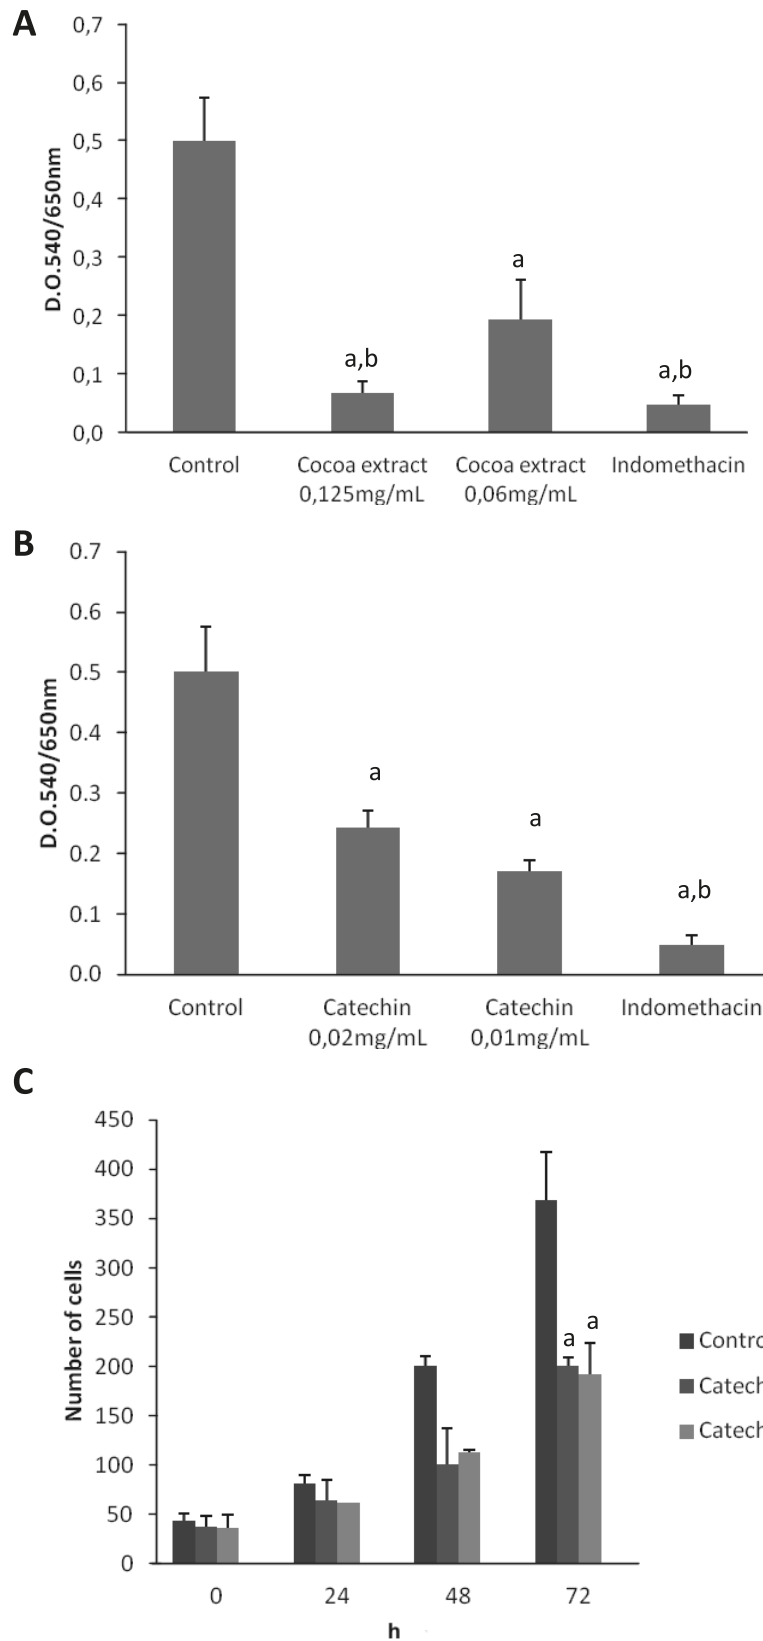 A
0,7
0,6
0,5
0,4
0,3
0,2
0,1
0,0
D.O.540/650nm
a,b
a
a,b
Control
Cocoa extract
0,125mg/mL
Cocoa extract
0,06mg/mL
Indomethacin
B
0.7
0.6
0.5
0.4
0.3
0.2
0.1
0.0
D.O.540/650nm
a
a
a,b
Control
Catechin
0,02mg/mL
Catechin
0,01mg/mL
Indomethacin
C
450
400
350
300
250
200
150
100
50
0
Number of cells
a
a
0
24
48
72
h
Contro
Catech
Catech